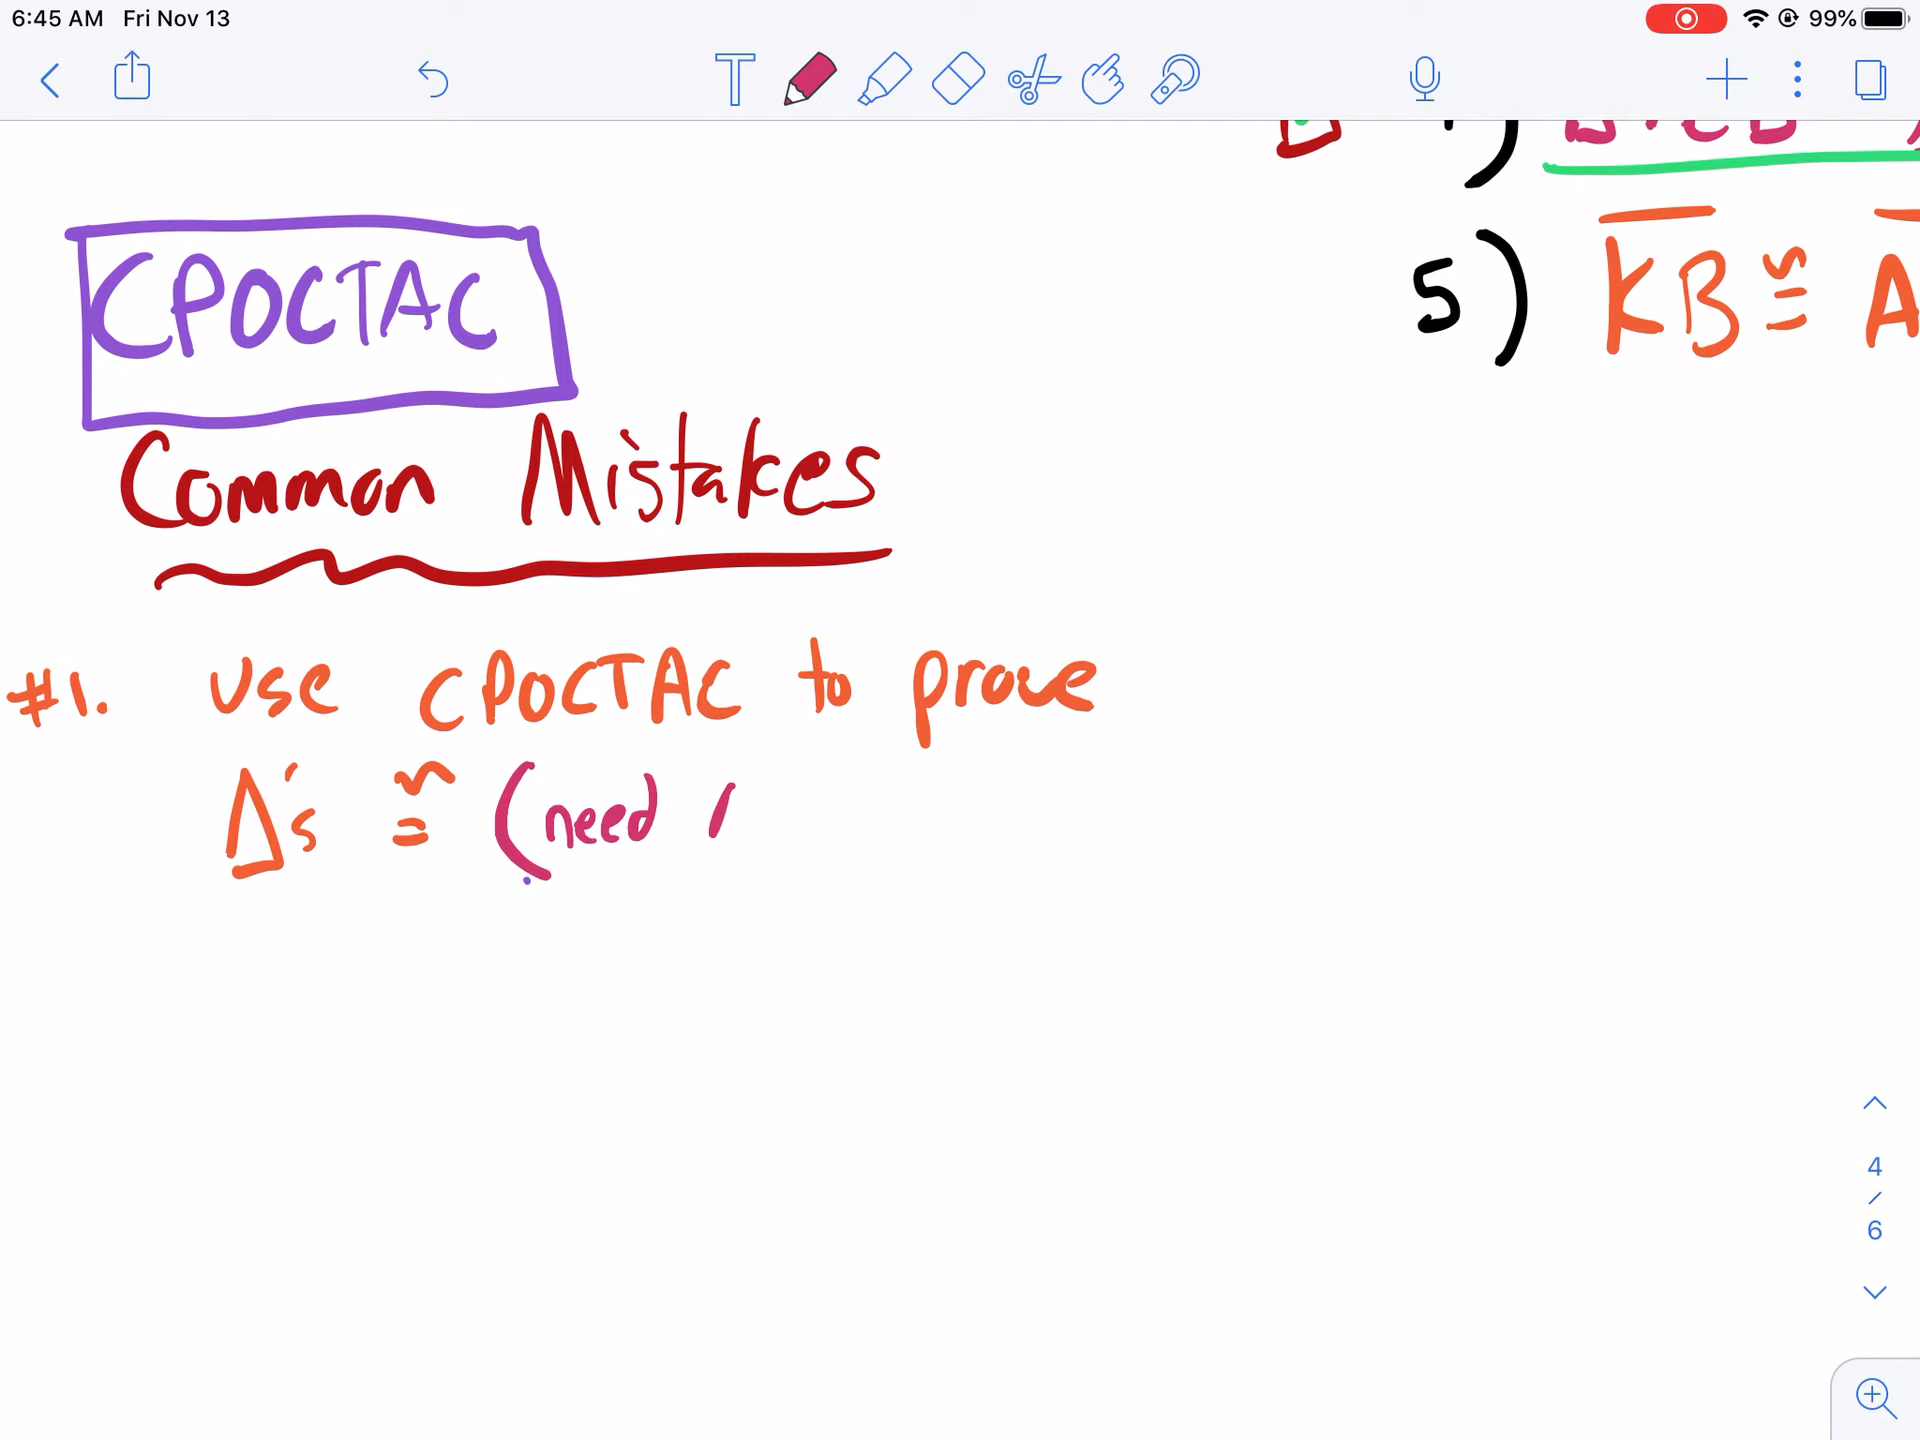 6:45 AM Fri Nov 13
99%
5) KB ≅ A
CPOCTAC
Common Mistakes
#1. Use CPOCTAC to prove
Δ's ≅ (need
4
/
6